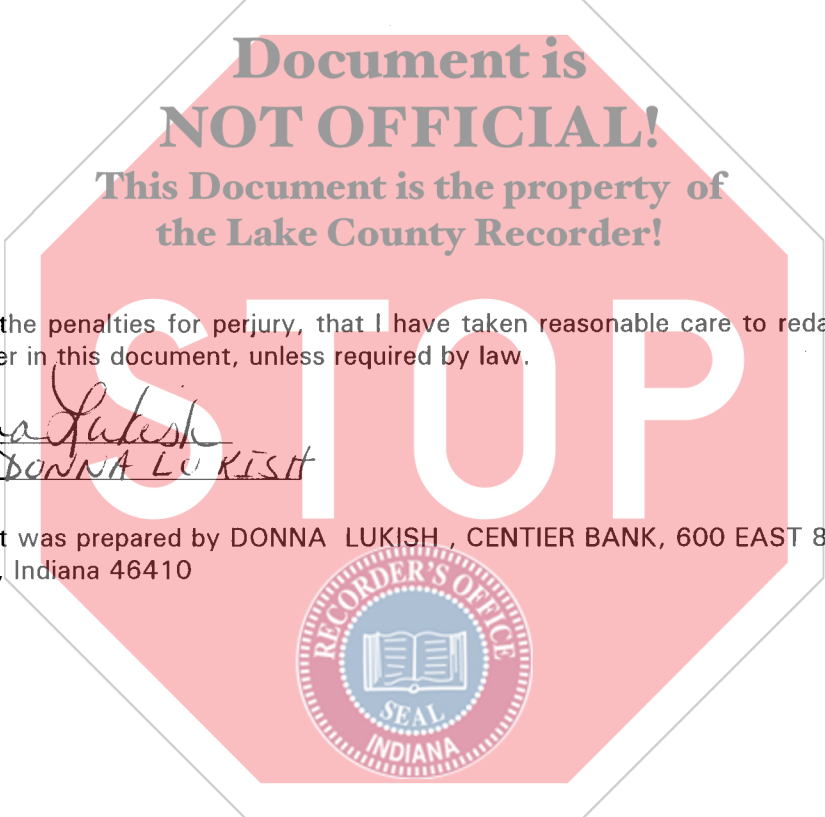 Document is
NOT OFFICIAL!
This Document is the property of
the Lake County Recorder!
STOP
the penalties for perjury, that I have taken reasonable care to reda
er in this document, unless required by law.
a Lukish
DONNA LUKISH
t was prepared by DONNA LUKISH , CENTIER BANK, 600 EAST 8
, Indiana 46410
RECORDER'S OFFICE
SEAL
INDIANA